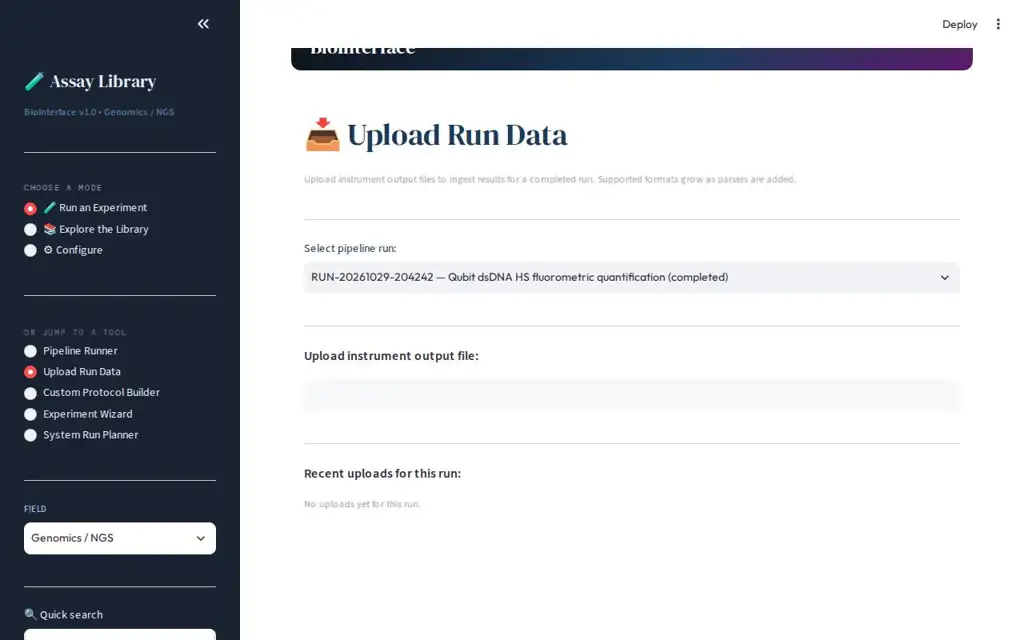 Deploy
BioInterface
Assay Library
BioInterface v1.0 • Genomics / NGS
CHOOSE A MODE
Run an Experiment
Explore the Library
Configure
OR JUMP TO A TOOL
Pipeline Runner
Upload Run Data
Custom Protocol Builder
Experiment Wizard
System Run Planner
FIELD
Genomics / NGS
Quick search
Upload Run Data
Upload instrument output files to ingest results for a completed run. Supported formats grow as parsers are added.
Select pipeline run:
RUN-20261029-204242 — Qubit dsDNA HS fluorometric quantification (completed)
Upload instrument output file:
Recent uploads for this run:
No uploads yet for this run.